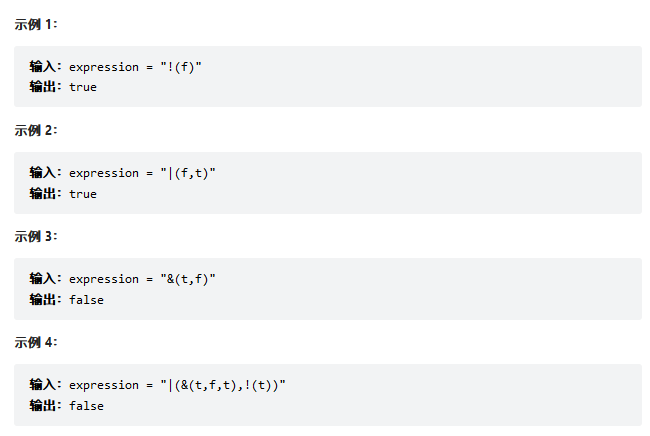 示例 1：
输入：expression = "!(f)"
输出：true
示例 2：
输入：expression = "|(f,t)"
输出：true
示例 3：
输入：expression = "&(t,f)"
输出：false
示例 4：
输入：expression = "|(&(t,f,t),!(t))"
输出：false